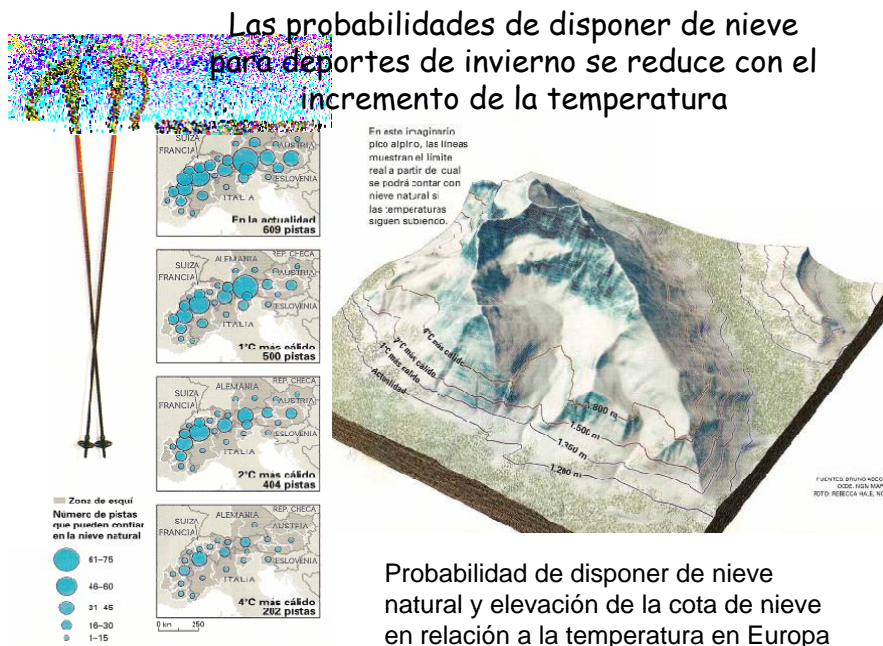 Las probabilidades de disponer de nieve
para deportes de invierno se reduce con el
incremento de la temperatura
En este imaginario
pico alpino, las líneas
muestran el límite
real a partir de cual
se podrá contar con
nieve natural si
las temperaturas
siguen subiendo.
SUIZA
FRANCIA
AUSTRIA
ESLOVENIA
ITALIA
En la actualidad
609 pistas
ALEMANIA
REP. CHECA
SUIZA
FRANCIA
AUSTRIA
ESLOVENIA
ITALIA
1°C más cálido
500 pistas
ALEMANIA
REP. CHECA
SUIZA
FRANCIA
AUSTRIA
ESLOVENIA
ITALIA
2°C más cálido
404 pistas
ALEMANIA
REP. CHECA
SUIZA
FRANCIA
AUSTRIA
ESLOVENIA
ITALIA
4°C más cálido
202 pistas
0 km 250
Zona de esquí
Número de pistas
que pueden confiar
en la nieve natural
61–75
46–60
31–45
16–30
1–15
4°C más cálido
2°C más cálido
1°C más cálido
Actualidad
1.800 m
1.500 m
1.350 m
1.200 m
FUENTES: BRUNO
FOTO: REBECCA HALE,
Probabilidad de disponer de nieve
natural y elevación de la cota de nieve
en relación a la temperatura en Europa